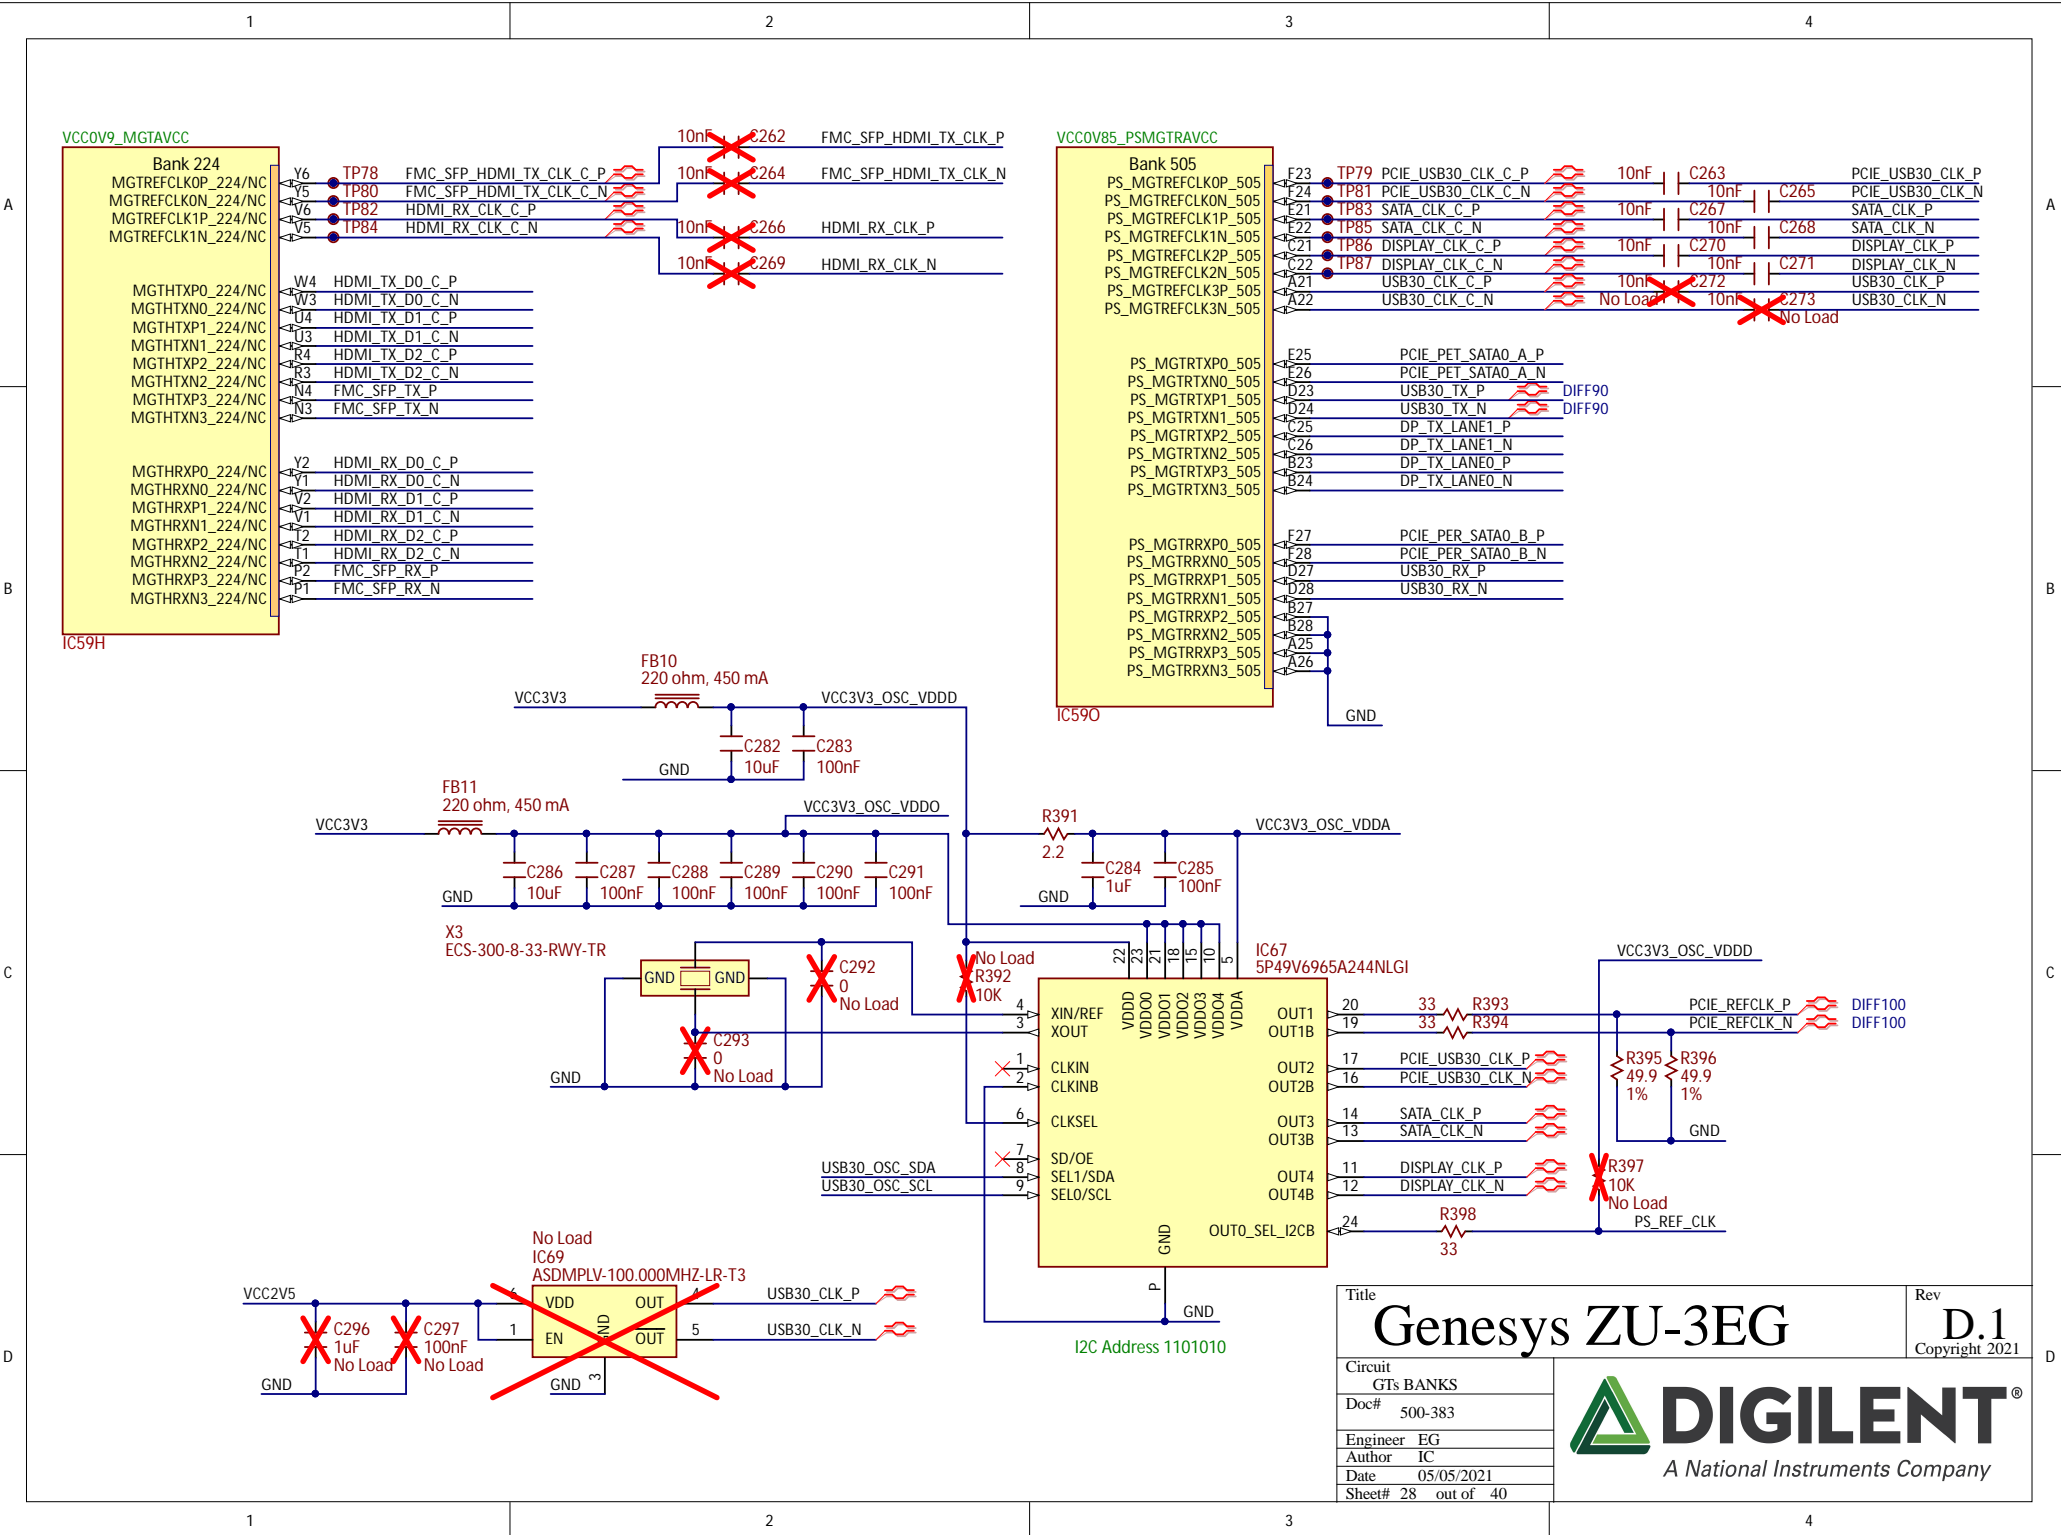 1 2 3 4
A A
B B
C C
D D
VCC0V9_MGTAVCC
Bank 224
MGTREFCLK0P_224/NC Y6 TP78 FMC_SFP_HDMI_TX_CLK_C_P
MGTREFCLK0N_224/NC Y5 TP80 FMC_SFP_HDMI_TX_CLK_C_N
MGTREFCLK1P_224/NC V6 TP82 HDMI_RX_CLK_C_P
MGTREFCLK1N_224/NC V5 TP84 HDMI_RX_CLK_C_N
10nF C262 FMC_SFP_HDMI_TX_CLK_P
10nF C264 FMC_SFP_HDMI_TX_CLK_N
10nF C266 HDMI_RX_CLK_P
10nF C269 HDMI_RX_CLK_N
MGTHTXP0_224/NC W4 HDMI_TX_D0_C_P
MGTHTXN0_224/NC W3 HDMI_TX_D0_C_N
MGTHTXP1_224/NC U4 HDMI_TX_D1_C_P
MGTHTXN1_224/NC U3 HDMI_TX_D1_C_N
MGTHTXP2_224/NC R4 HDMI_TX_D2_C_P
MGTHTXN2_224/NC R3 HDMI_TX_D2_C_N
MGTHTXP3_224/NC N4 FMC_SFP_TX_P
MGTHTXN3_224/NC N3 FMC_SFP_TX_N
MGTHRXP0_224/NC Y2 HDMI_RX_D0_C_P
MGTHRXN0_224/NC Y1 HDMI_RX_D0_C_N
MGTHRXP1_224/NC V2 HDMI_RX_D1_C_P
MGTHRXN1_224/NC V1 HDMI_RX_D1_C_N
MGTHRXP2_224/NC T2 HDMI_RX_D2_C_P
MGTHRXN2_224/NC T1 HDMI_RX_D2_C_N
MGTHRXP3_224/NC P2 FMC_SFP_RX_P
MGTHRXN3_224/NC P1 FMC_SFP_RX_N
IC59H
VCC0V85_PSMGTRAVCC
Bank 505
PS_MGTREFCLK0P_505 F23 TP79 PCIE_USB30_CLK_C_P 10nF C263 PCIE_USB30_CLK_P
PS_MGTREFCLK0N_505 F24 TP81 PCIE_USB30_CLK_C_N 10nF C265 PCIE_USB30_CLK_N
PS_MGTREFCLK1P_505 E21 TP83 SATA_CLK_C_P 10nF C267 SATA_CLK_P
PS_MGTREFCLK1N_505 E22 TP85 SATA_CLK_C_N 10nF C268 SATA_CLK_N
PS_MGTREFCLK2P_505 C21 TP86 DISPLAY_CLK_C_P 10nF C270 DISPLAY_CLK_P
PS_MGTREFCLK2N_505 C22 TP87 DISPLAY_CLK_C_N 10nF C271 DISPLAY_CLK_N
PS_MGTREFCLK3P_505 A21 USB30_CLK_C_P 10nF C272 No Load USB30_CLK_P
PS_MGTREFCLK3N_505 A22 USB30_CLK_C_N 10nF C273 No Load USB30_CLK_N
PS_MGTRTXP0_505 E25 PCIE_PET_SATA0_A_P
PS_MGTRTXN0_505 E26 PCIE_PET_SATA0_A_N
PS_MGTRTXP1_505 D23 USB30_TX_P DIFF90
PS_MGTRTXN1_505 D24 USB30_TX_N DIFF90
PS_MGTRTXP2_505 C25 DP_TX_LANE1_P
PS_MGTRTXN2_505 C26 DP_TX_LANE1_N
PS_MGTRTXP3_505 B23 DP_TX_LANE0_P
PS_MGTRTXN3_505 B24 DP_TX_LANE0_N
PS_MGTRRXP0_505 F27 PCIE_PER_SATA0_B_P
PS_MGTRRXN0_505 F28 PCIE_PER_SATA0_B_N
PS_MGTRRXP1_505 D27 USB30_RX_P
PS_MGTRRXN1_505 D28 USB30_RX_N
PS_MGTRRXP2_505 B27
PS_MGTRRXN2_505 B28
PS_MGTRRXP3_505 A25
PS_MGTRRXN3_505 A26
GND
IC59O
FB10
220 ohm, 450 mA
VCC3V3 VCC3V3_OSC_VDDD
C282 C283
GND 10uF 100nF
FB11
220 ohm, 450 mA
VCC3V3 VCC3V3_OSC_VDDO
C286 C287 C288 C289 C290 C291
10uF 100nF 100nF 100nF 100nF 100nF
GND
R391
2.2
VCC3V3_OSC_VDDA
C284 C285
1uF 100nF
GND
X3
ECS-300-8-33-RWY-TR
GND GND
C292
0
No Load
C293
0
No Load
GND
No Load
R392
10K
IC67
5P49V6965A244NLGI
22 23 21 18 15 10 5
VDDD VDDO0 VDDO1 VDDO2 VDDO3 VDDO4 VDDA
4 XIN/REF
3 XOUT
1 CLKIN
2 CLKINB
6 CLKSEL
7 SD/OE
USB30_OSC_SDA 8 SEL1/SDA
USB30_OSC_SCL 9 SEL0/SCL
OUT1 20 33 R393 PCIE_REFCLK_P DIFF100
OUT1B 19 33 R394 PCIE_REFCLK_N DIFF100
OUT2 17 PCIE_USB30_CLK_P
OUT2B 16 PCIE_USB30_CLK_N
OUT3 14 SATA_CLK_P
OUT3B 13 SATA_CLK_N
OUT4 11 DISPLAY_CLK_P
OUT4B 12 DISPLAY_CLK_N
OUT0_SEL_I2CB 24 R398 33 PS_REF_CLK
GND P GND
VCC3V3_OSC_VDDD
R395 R396
49.9 49.9
1% 1%
GND
R397
10K
No Load
I2C Address 1101010
No Load
IC69
ASDMPLV-100.000MHZ-LR-T3
VCC2V5 6 VDD OUT 4 USB30_CLK_P
1 EN OUT 5 USB30_CLK_N
GND 3 GND
C296 C297
1uF 100nF
No Load No Load
GND
Title Rev
Genesys ZU-3EG D.1
Copyright 2021
Circuit
GTs BANKS
Doc# 500-383
Engineer EG
Author IC
Date 05/05/2021
Sheet# 28 out of 40
DIGILENT®
A National Instruments Company
1 2 3 4